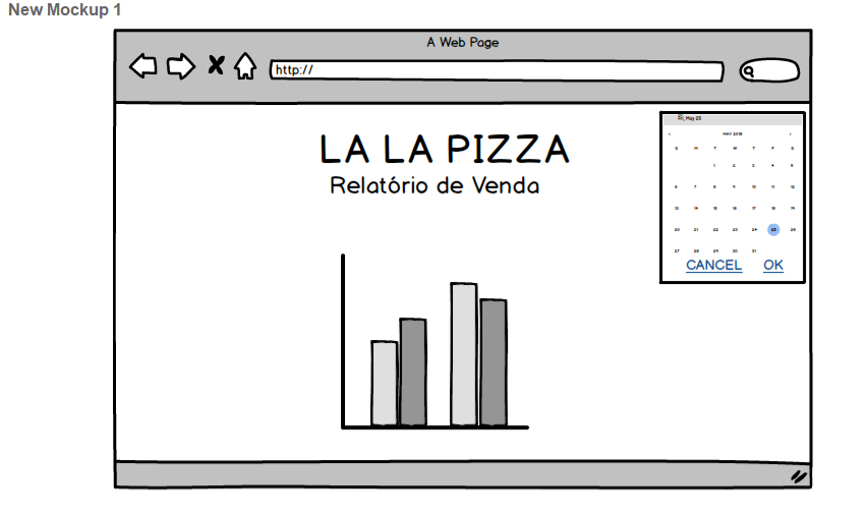 New Mockup 1
A Web Page
http://
LA LA PIZZA
Relatório de Venda
Fri, May 25
‹ MAY 2018 ›
S M T W T F S
1 2 3 4 5
6 7 8 9 10 11 12
13 14 15 16 17 18 19
20 21 22 23 24 25 26
27 28 29 30 31
CANCEL OK